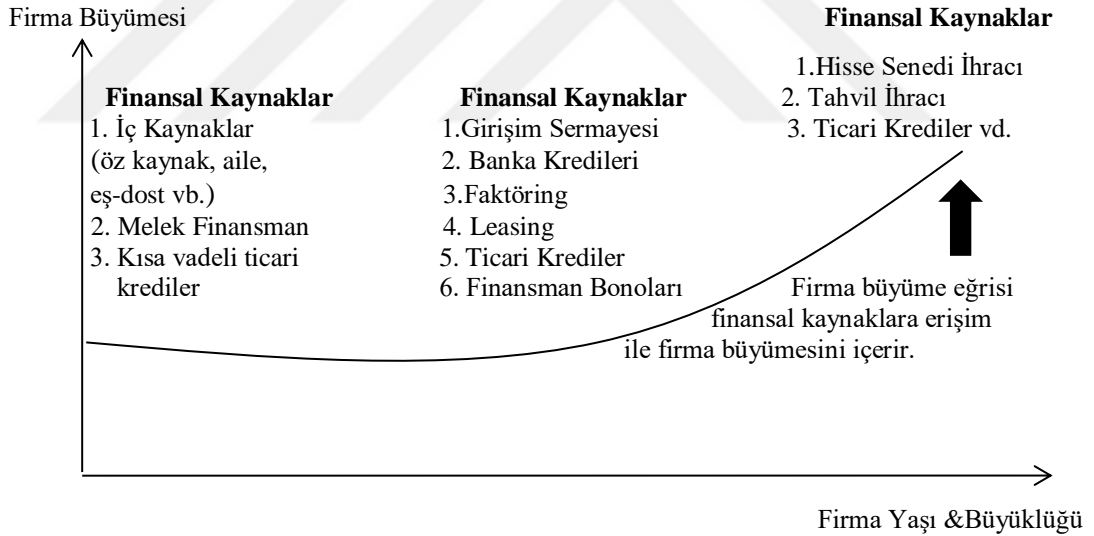 Firma Büyümesi
Finansal Kaynaklar
1. İç Kaynaklar
(öz kaynak, aile,
eş-dost vb.)
2. Melek Finansman
3. Kısa vadeli ticari
krediler
Finansal Kaynaklar
1.Girişim Sermayesi
2. Banka Kredileri
3.Faktöring
4. Leasing
5. Ticari Krediler
6. Finansman Bonoları
Finansal Kaynaklar
1.Hisse Senedi İhracı
2. Tahvil İhracı
3. Ticari Krediler vd.
Firma büyüme eğrisi
finansal kaynaklara erişim
ile firma büyümesini içerir.
Firma Yaşı &Büyüklüğü